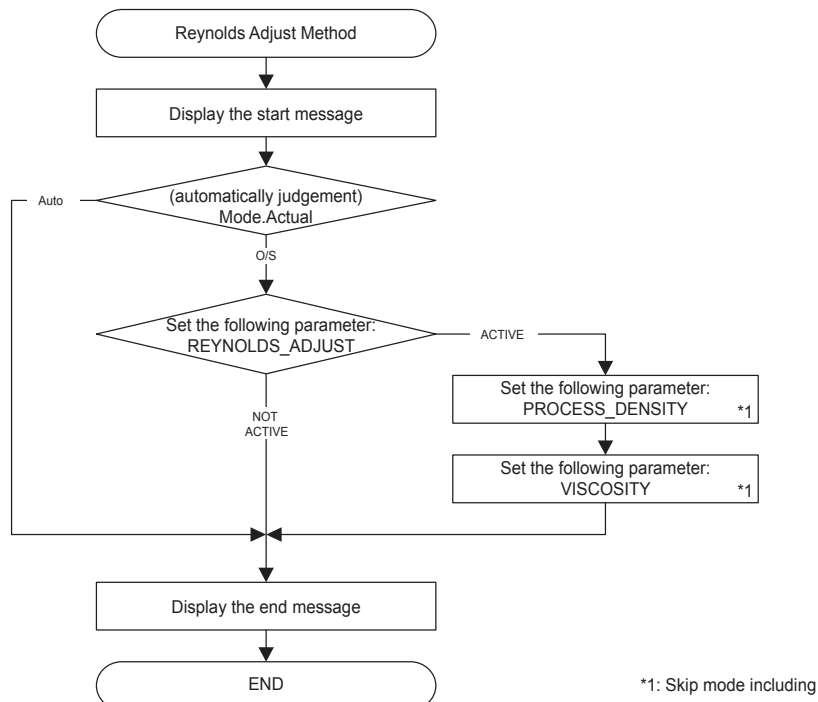 Reynolds Adjust Method
Display the start message
Auto
(automatically judgement)
Mode.Actual
O/S
Set the following parameter:
REYNOLDS_ADJUST
ACTIVE
NOT
ACTIVE
Set the following parameter:
PROCESS_DENSITY
*1
Set the following parameter:
VISCOSITY
*1
Display the end message
END
*1: Skip mode including